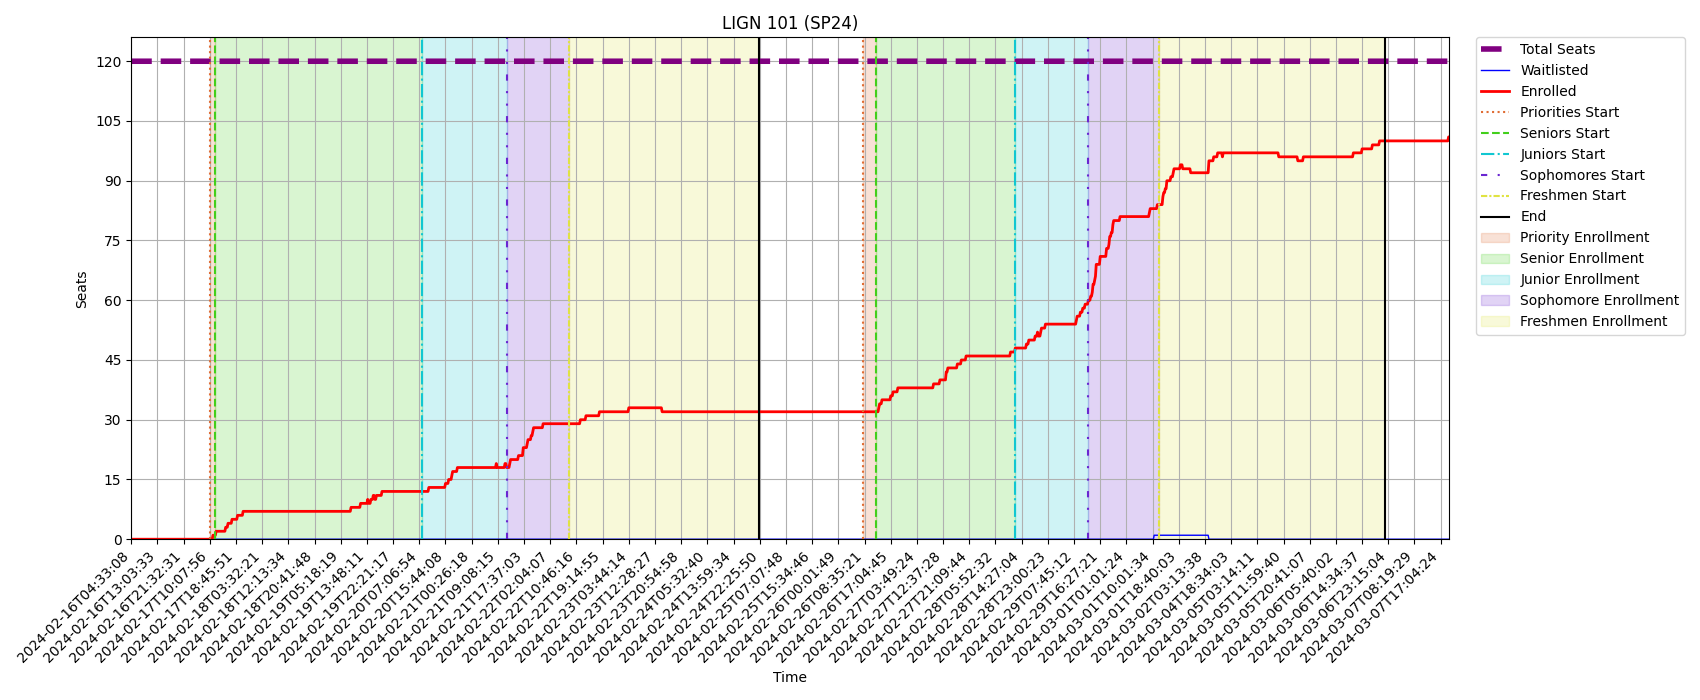 LIGN 101 (SP24)
120
105
90
75
60
45
30
15
0
Seats
2024-02-16T04:33:08
2024-02-16T13:03:33
2024-02-16T21:32:31
2024-02-17T10:07:56
2024-02-17T18:45:51
2024-02-18T03:32:21
2024-02-18T12:13:34
2024-02-18T20:41:48
2024-02-19T05:18:19
2024-02-19T13:48:11
2024-02-19T22:21:17
2024-02-20T07:06:54
2024-02-20T15:44:08
2024-02-21T00:26:18
2024-02-21T09:08:15
2024-02-21T17:37:03
2024-02-22T02:04:07
2024-02-22T10:46:16
2024-02-22T19:14:55
2024-02-23T03:44:14
2024-02-23T12:28:27
2024-02-23T20:54:58
2024-02-24T05:32:40
2024-02-24T13:59:34
2024-02-24T22:25:50
2024-02-25T07:07:48
2024-02-25T15:34:46
2024-02-26T00:01:49
2024-02-26T08:35:21
2024-02-26T17:04:45
2024-02-27T03:49:24
2024-02-27T12:37:28
2024-02-27T21:09:44
2024-02-28T05:52:32
2024-02-28T14:27:04
2024-02-28T23:00:23
2024-02-29T07:45:12
2024-02-29T16:27:21
2024-03-01T01:01:24
2024-03-01T10:01:34
2024-03-01T18:40:03
2024-03-02T03:13:38
2024-03-04T18:34:03
2024-03-05T03:14:11
2024-03-05T11:59:40
2024-03-05T20:41:07
2024-03-06T05:40:02
2024-03-06T14:34:37
2024-03-06T23:15:04
2024-03-07T08:19:29
2024-03-07T17:04:24
Time
Total Seats
Waitlisted
Enrolled
Priorities Start
Seniors Start
Juniors Start
Sophomores Start
Freshmen Start
End
Priority Enrollment
Senior Enrollment
Junior Enrollment
Sophomore Enrollment
Freshmen Enrollment